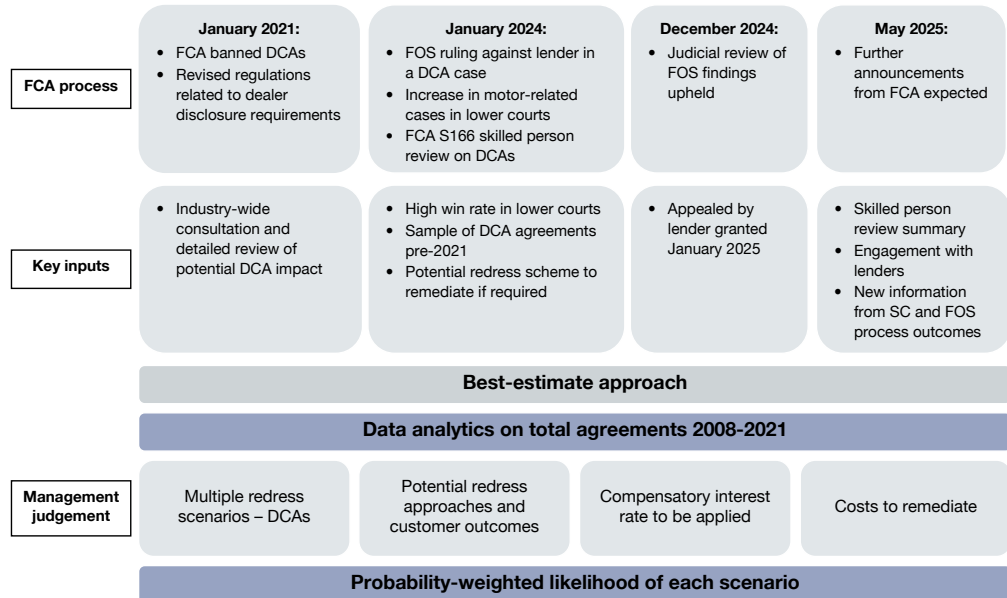 FCA process
January 2021:
• FCA banned DCAs
• Revised regulations
related to dealer
disclosure requirements
January 2024:
• FOS ruling against lender in
a DCA case
• Increase in motor-related
cases in lower courts
• FCA S166 skilled person
review on DCAs
December 2024:
• Judicial review of
FOS findings
upheld
May 2025:
• Further
announcements
from FCA expected
Key inputs
• Industry-wide
consultation and
detailed review of
potential DCA impact
• High win rate in lower courts
• Sample of DCA agreements
pre-2021
• Potential redress scheme to
remediate if required
• Appealed by
lender granted
January 2025
• Skilled person
review summary
• Engagement with
lenders
• New information
from SC and FOS
process outcomes
Best-estimate approach
Data analytics on total agreements 2008-2021
Management
judgement
Multiple redress
scenarios – DCAs
Potential redress
approaches and
customer outcomes
Compensatory interest
rate to be applied
Costs to remediate
Probability-weighted likelihood of each scenario